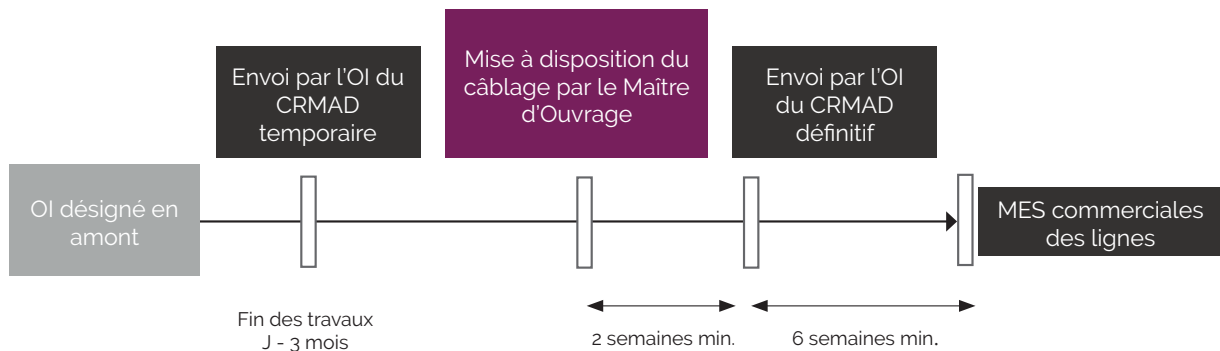 OI désigné en
amont
Envoi par l'OI du
CRMAD
temporaire
Mise à disposition du
câblage par le Maître
d'Ouvrage
Envoi par l'OI
du CRMAD
définitif
MES commerciales
des lignes
Fin des travaux
J - 3 mois
2 semaines min.
6 semaines min.